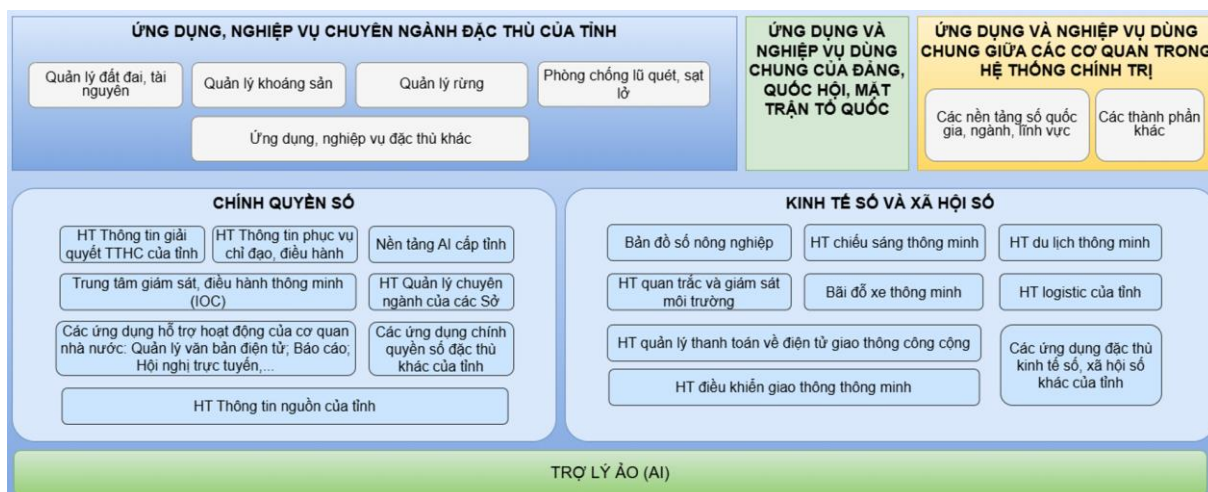 ỨNG DỤNG, NGHIỆP VỤ CHUYÊN NGÀNH ĐẶC THÙ CỦA TỈNH
Quản lý đất đai, tài
nguyên
Quản lý khoáng sản
Quản lý rừng
Phòng chống lũ quét, sạt
lở
Ứng dụng, nghiệp vụ đặc thù khác
ỨNG DỤNG VÀ
NGHIỆP VỤ DÙNG
CHUNG CỦA ĐẢNG,
QUỐC HỘI, MẶT
TRẬN TỔ QUỐC
ỨNG DỤNG VÀ NGHIỆP VỤ DÙNG
CHUNG GIỮA CÁC CƠ QUAN TRONG
HỆ THỐNG CHÍNH TRỊ
Các nền tảng số quốc
gia, ngành, lĩnh vực
Các thành phần
khác
CHÍNH QUYỀN SỐ
HT Thông tin giải
quyết TTHC của tỉnh
HT Thông tin phục vụ
chỉ đạo, điều hành
Nền tảng AI cấp tỉnh
Trung tâm giám sát, điều hành thông minh
(IOC)
HT Quản lý chuyên
ngành của các Sở
Các ứng dụng hỗ trợ hoạt động của cơ quan
nhà nước: Quản lý văn bản điện tử; Báo cáo;
Hội nghị trực tuyến,...
Các ứng dụng chính
quyền số đặc thù
khác của tỉnh
HT Thông tin nguồn của tỉnh
KINH TẾ SỐ VÀ XÃ HỘI SỐ
Bản đồ số nông nghiệp
HT chiếu sáng thông minh
HT du lịch thông minh
HT quan trắc và giám sát
môi trường
Bãi đỗ xe thông minh
HT logistic của tỉnh
HT quản lý thanh toán về điện tử giao thông công cộng
HT điều khiển giao thông thông minh
Các ứng dụng đặc thù
kinh tế số, xã hội số
khác của tỉnh
TRỢ LÝ ẢO (AI)